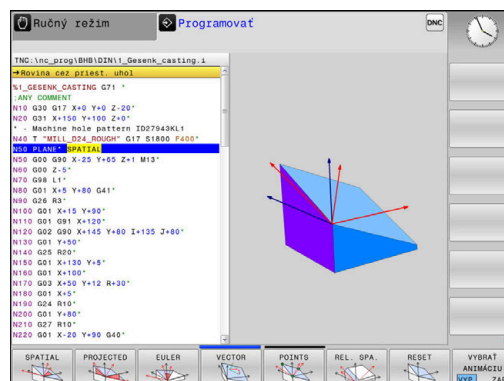 Ručný režim
Programovať
DNC
TNC:\nc_prog\BHB\DIN\1_Gesenk_casting.i
→Rovina cez priest. uhol
%1_GESENK_CASTING G71 *
;ANY COMMENT
N10 G30 G17 X+0 Y+0 Z-20*
N20 G31 X+150 Y+100 Z+0*
* - Machine hole pattern ID27943KL1
N40 T "MILL_D24_ROUGH" G17 S1800 F400*
N50 PLANE* SPATIAL
N50 G00 G90 X-25 Y+65 Z+1 M13*
N60 G00 Z-5*
N70 G98 L1*
N80 G01 X+5 Y+80 G41*
N90 G26 R3*
N100 G01 X+15 Y+90*
N110 G01 G91 X+120*
N120 G02 G90 X+145 Y+80 I+135 J+80*
N130 G01 Y+50*
N140 G25 R20*
N150 G01 X+130 Y+5*
N160 G01 X+100*
N170 G03 X+50 Y+12 R+30*
N180 G01 X+5*
N190 G24 R10*
N200 G01 Y+80*
N210 G27 R10*
N220 G01 X-20 Y+90 G40*
SPATIAL
PROJECTED
EULER
VECTOR
POINTS
REL. SPA.
RESET
VYBRAŤ
ANIMÁCIU
VYP